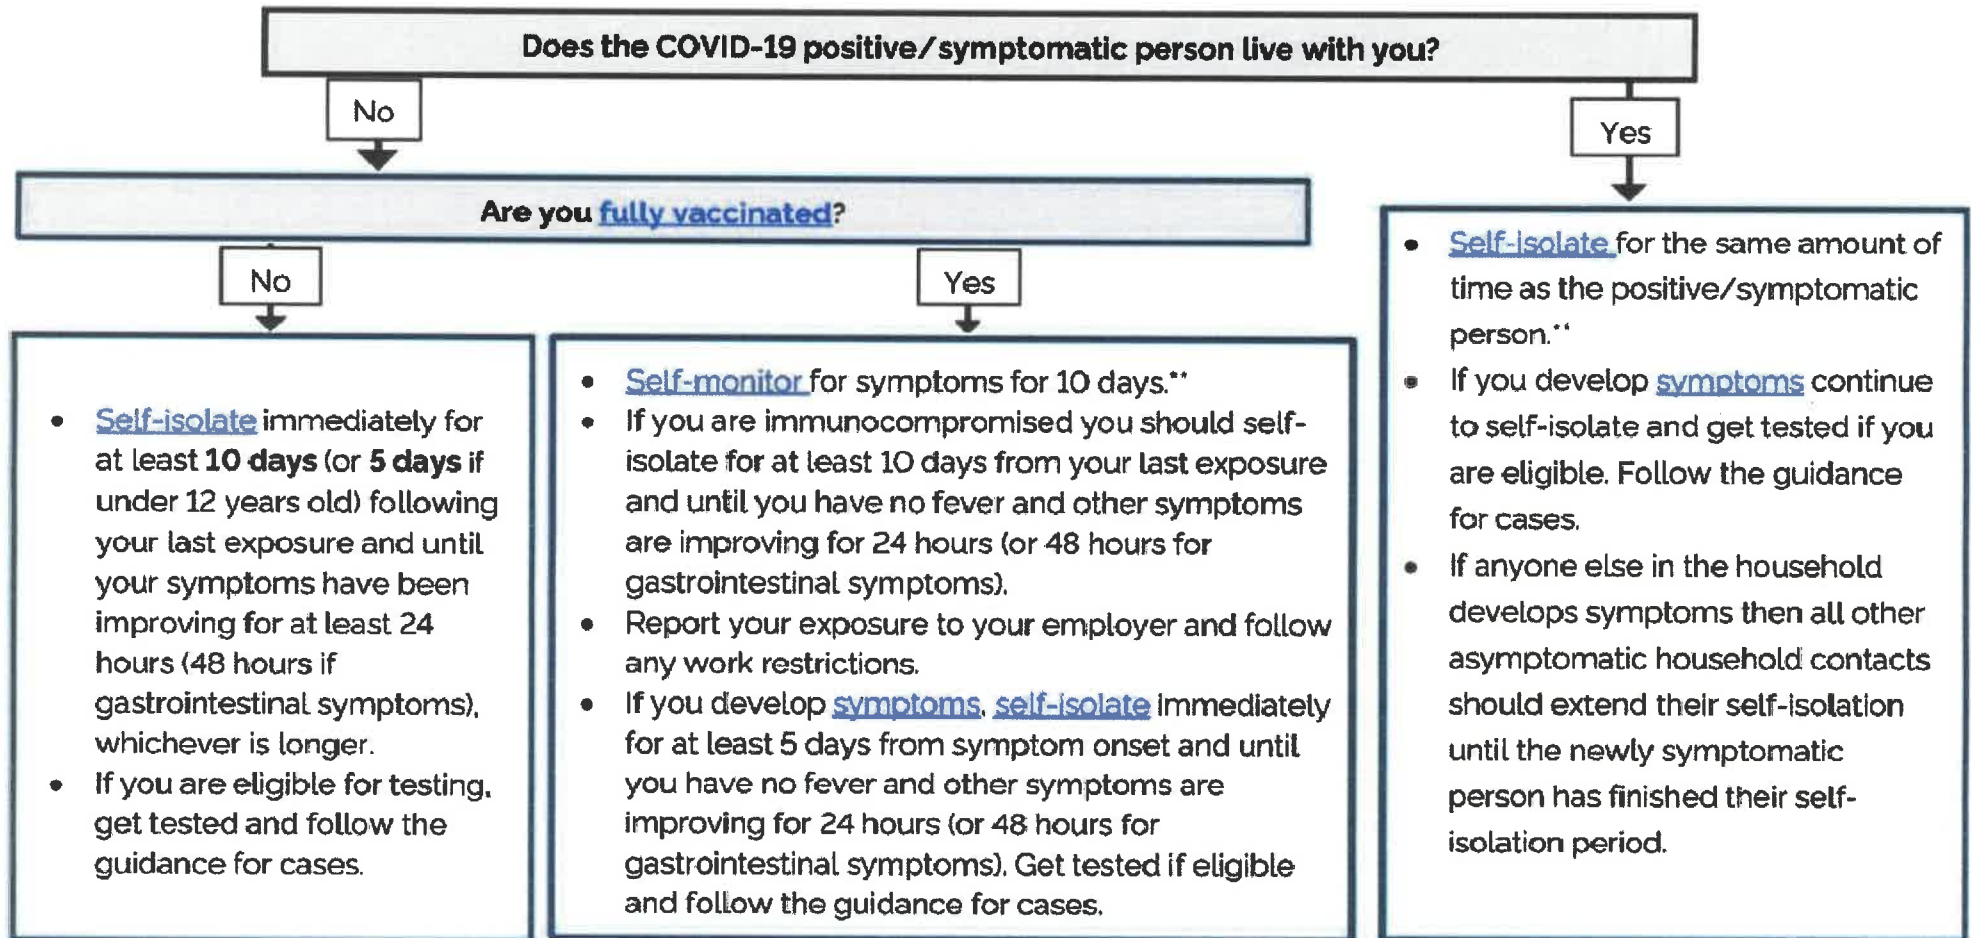 Does the COVID-19 positive/symptomatic person live with you?
No
Yes
Are you fully vaccinated?
No
Yes
• Self-isolate immediately for
at least 10 days (or 5 days if
under 12 years old) following
your last exposure and until
your symptoms have been
improving for at least 24
hours (48 hours if
gastrointestinal symptoms),
whichever is longer.
• If you are eligible for testing,
get tested and follow the
guidance for cases.
• Self-monitor for symptoms for 10 days.**
• If you are immunocompromised you should self-
isolate for at least 10 days from your last exposure
and until you have no fever and other symptoms
are improving for 24 hours (or 48 hours for
gastrointestinal symptoms).
• Report your exposure to your employer and follow
any work restrictions.
• If you develop symptoms, self-isolate immediately
for at least 5 days from symptom onset and until
you have no fever and other symptoms are
improving for 24 hours (or 48 hours for
gastrointestinal symptoms). Get tested if eligible
and follow the guidance for cases.
• Self-isolate for the same amount of
time as the positive/symptomatic
person.**
• If you develop symptoms continue
to self-isolate and get tested if you
are eligible. Follow the guidance
for cases.
• If anyone else in the household
develops symptoms then all other
asymptomatic household contacts
should extend their self-isolation
until the newly symptomatic
person has finished their self-
isolation period.